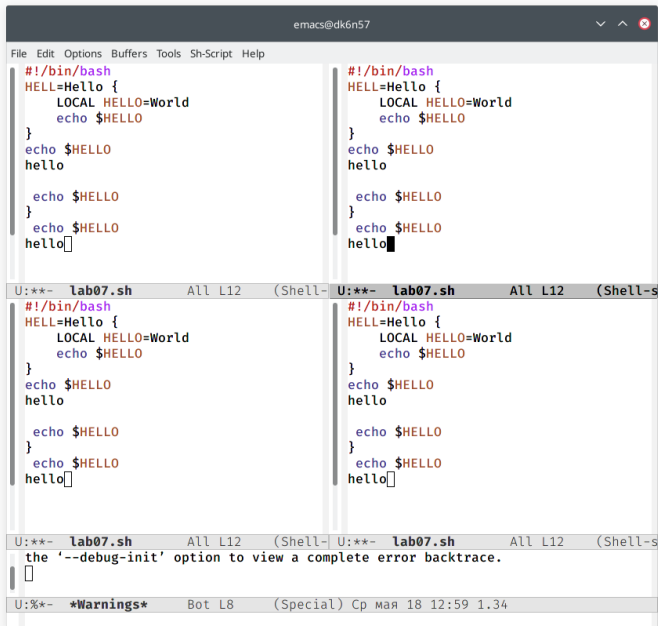 emacs@dk6n57
File Edit Options Buffers Tools Sh-Script Help
#!/bin/bash
HELL=Hello {
    LOCAL HELLO=World
    echo $HELLO
}
echo $HELLO
hello

 echo $HELLO
}
 echo $HELLO
hello
U:**-  lab07.sh       All L12    (Shell-
#!/bin/bash
HELL=Hello {
    LOCAL HELLO=World
    echo $HELLO
}
echo $HELLO
hello

 echo $HELLO
}
 echo $HELLO
hello
U:**-  lab07.sh       All L12    (Shell-s
#!/bin/bash
HELL=Hello {
    LOCAL HELLO=World
    echo $HELLO
}
echo $HELLO
hello

 echo $HELLO
}
 echo $HELLO
hello
U:**-  lab07.sh       All L12    (Shell-
#!/bin/bash
HELL=Hello {
    LOCAL HELLO=World
    echo $HELLO
}
echo $HELLO
hello

 echo $HELLO
}
 echo $HELLO
hello
U:**-  lab07.sh       All L12    (Shell-s
the ‘--debug-init’ option to view a complete error backtrace.
U:%*-  *Warnings*     Bot L8     (Special) Ср мая 18 12:59 1.34